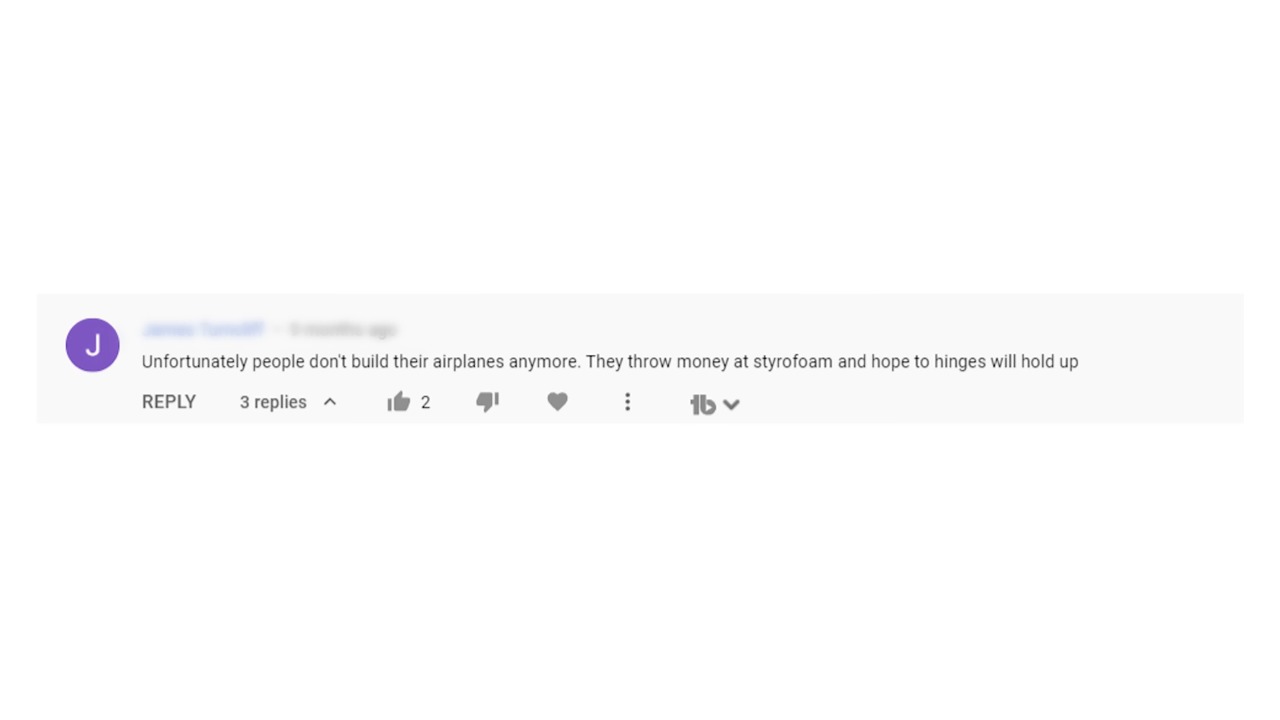 J
Unfortunately people don't build their airplanes anymore. They throw money at styrofoam and hope to hinges will hold up
REPLY 3 replies 2